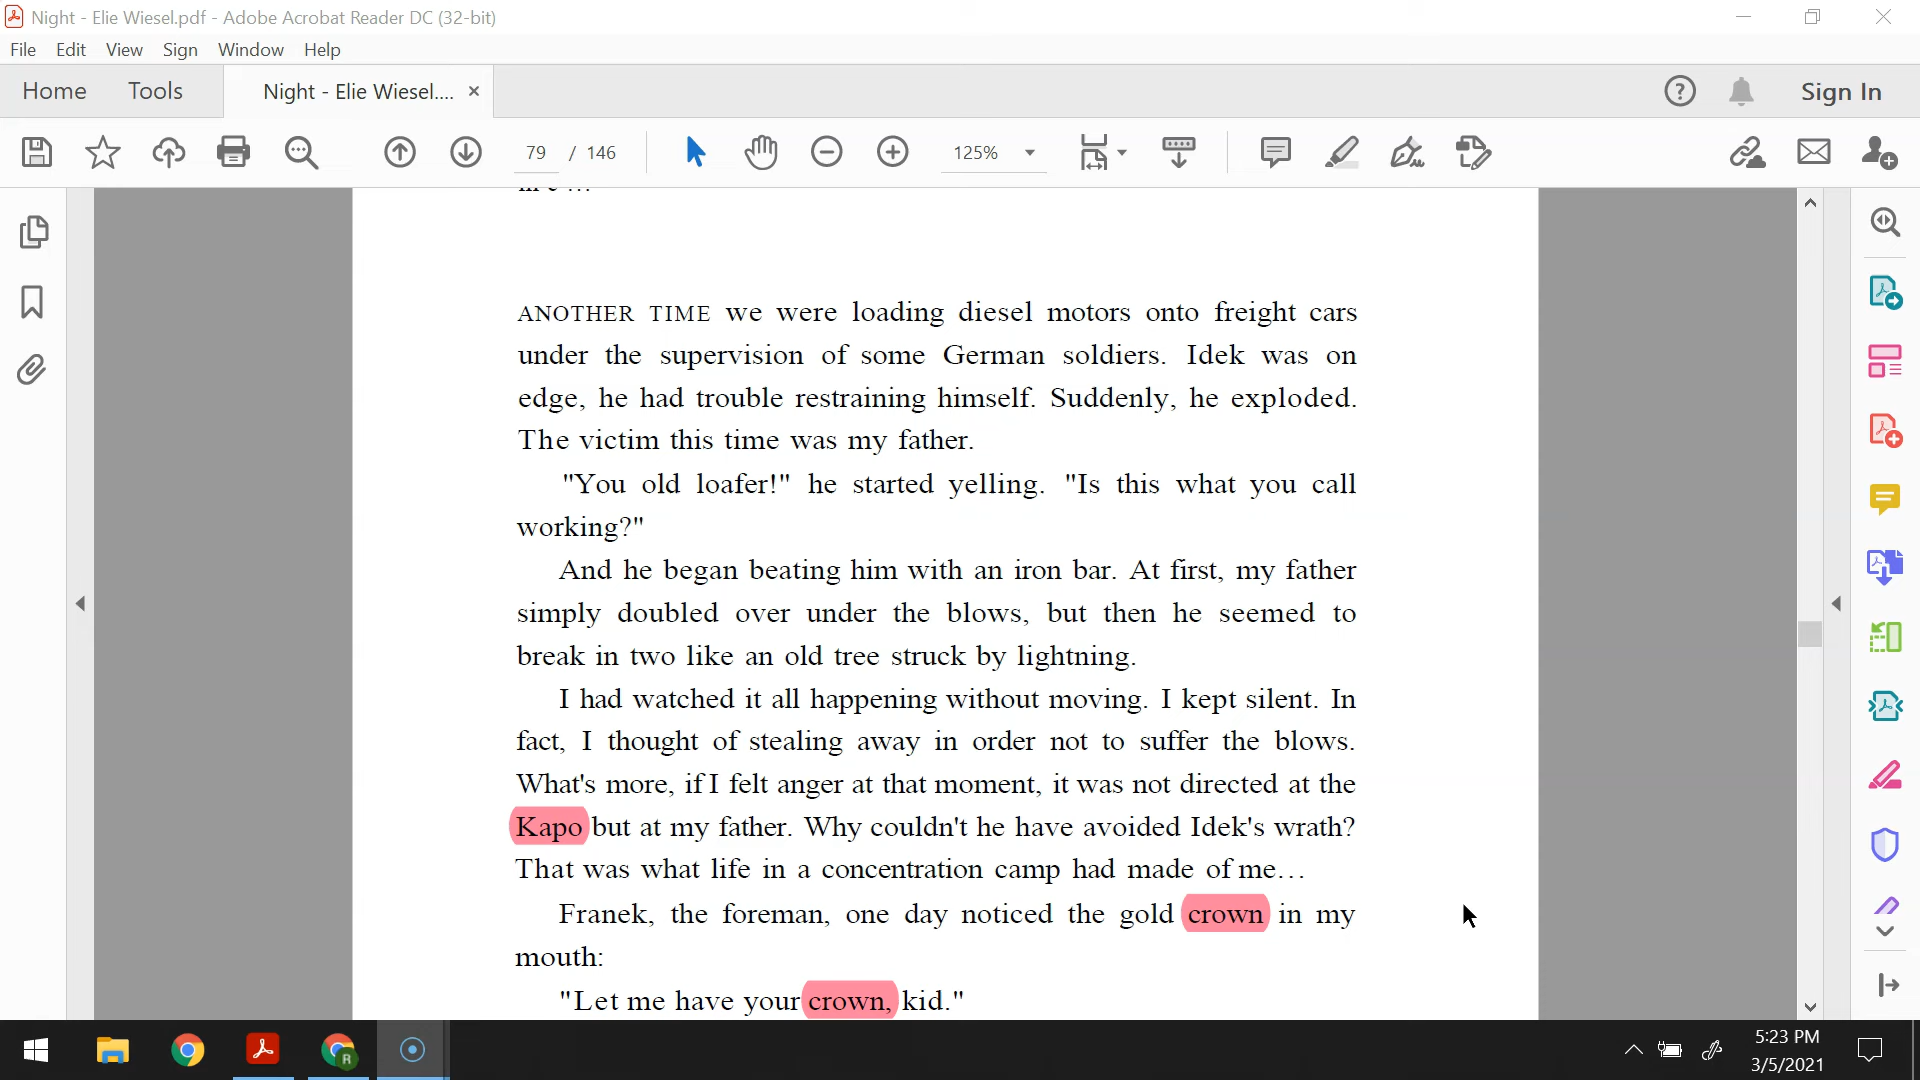 Night - Elie Wiesel.pdf - Adobe Acrobat Reader DC (32-bit)
File Edit View Sign Window Help
Home Tools Night - Elie Wiesel.... × Sign In
79 / 146 125%
ANOTHER TIME we were loading diesel motors onto freight cars
under the supervision of some German soldiers. Idek was on
edge, he had trouble restraining himself. Suddenly, he exploded.
The victim this time was my father.
"You old loafer!" he started yelling. "Is this what you call
working?"
And he began beating him with an iron bar. At first, my father
simply doubled over under the blows, but then he seemed to
break in two like an old tree struck by lightning.
I had watched it all happening without moving. I kept silent. In
fact, I thought of stealing away in order not to suffer the blows.
What's more, if I felt anger at that moment, it was not directed at the
Kapo but at my father. Why couldn't he have avoided Idek's wrath?
That was what life in a concentration camp had made of me...
Franek, the foreman, one day noticed the gold crown in my
mouth:
"Let me have your crown, kid."
R
5:23 PM
3/5/2021